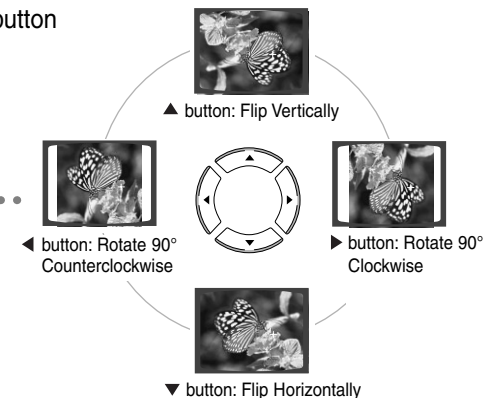 button
▲ button: Flip Vertically
◀ button: Rotate 90°
Counterclockwise
▶ button: Rotate 90°
Clockwise
▼ button: Flip Horizontally